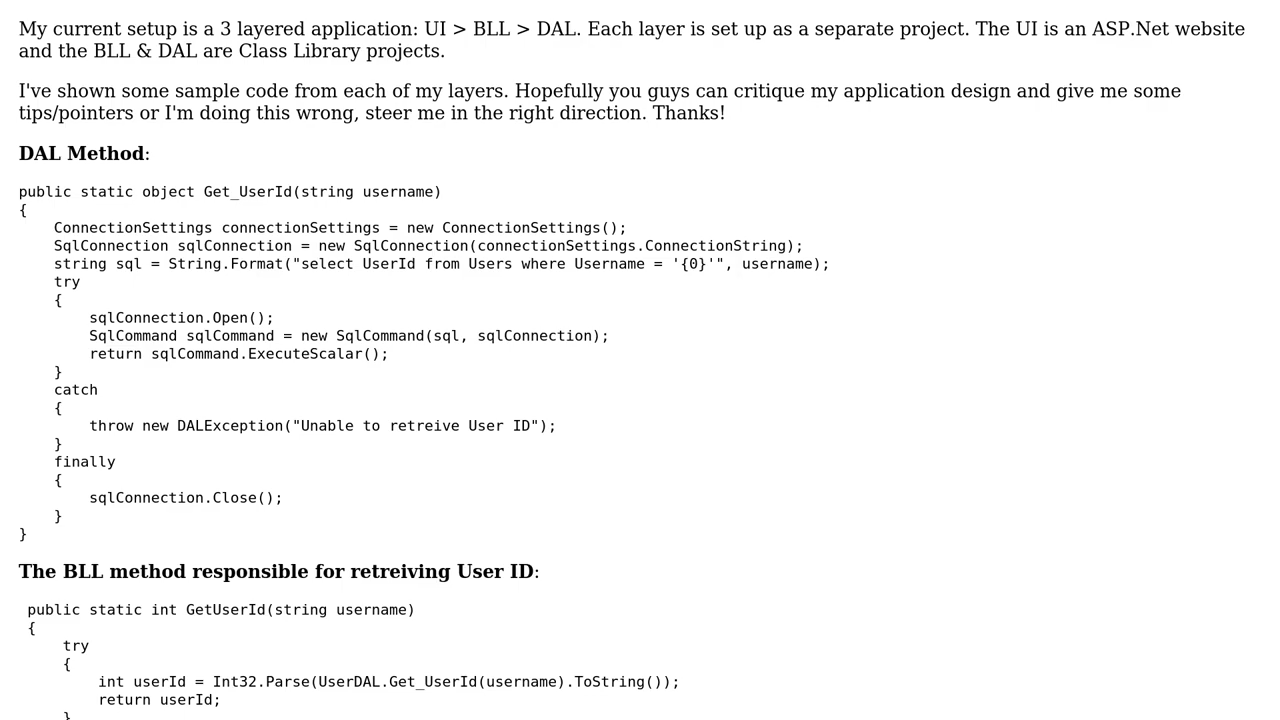 My current setup is a 3 layered application: UI > BLL > DAL. Each layer is set up as a separate project. The UI is an ASP.Net website
and the BLL & DAL are Class Library projects.
I've shown some sample code from each of my layers. Hopefully you guys can critique my application design and give me some
tips/pointers or I'm doing this wrong, steer me in the right direction. Thanks!
DAL Method:
public static object Get_UserId(string username)
{
    ConnectionSettings connectionSettings = new ConnectionSettings();
    SqlConnection sqlConnection = new SqlConnection(connectionSettings.ConnectionString);
    string sql = String.Format("select UserId from Users where Username = '{0}'", username);
    try
    {
        sqlConnection.Open();
        SqlCommand sqlCommand = new SqlCommand(sql, sqlConnection);
        return sqlCommand.ExecuteScalar();
    }
    catch
    {
        throw new DALException("Unable to retreive User ID");
    }
    finally
    {
        sqlConnection.Close();
    }
}
The BLL method responsible for retreiving User ID:
 public static int GetUserId(string username)
 {
     try
     {
         int userId = Int32.Parse(UserDAL.Get_UserId(username).ToString());
         return userId;
     }